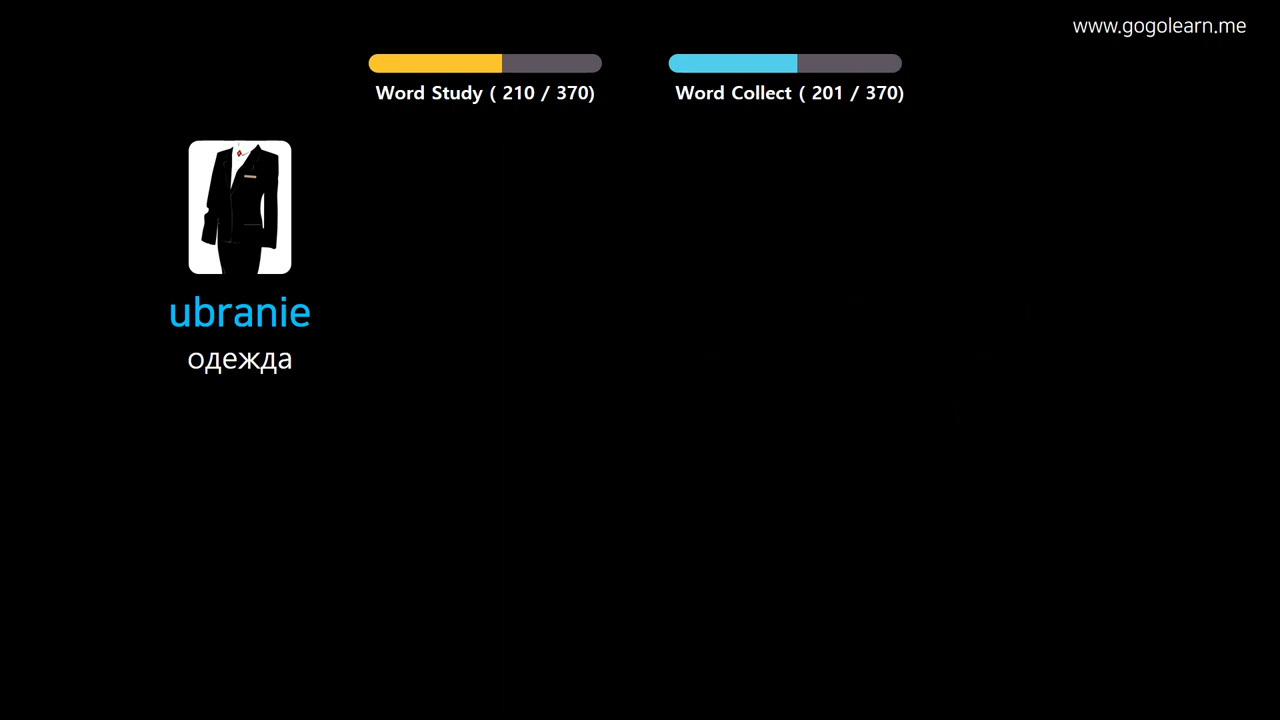 www.gogolearn.me
Word Study ( 210 / 370)
Word Collect ( 201 / 370)
ubranie
одежда